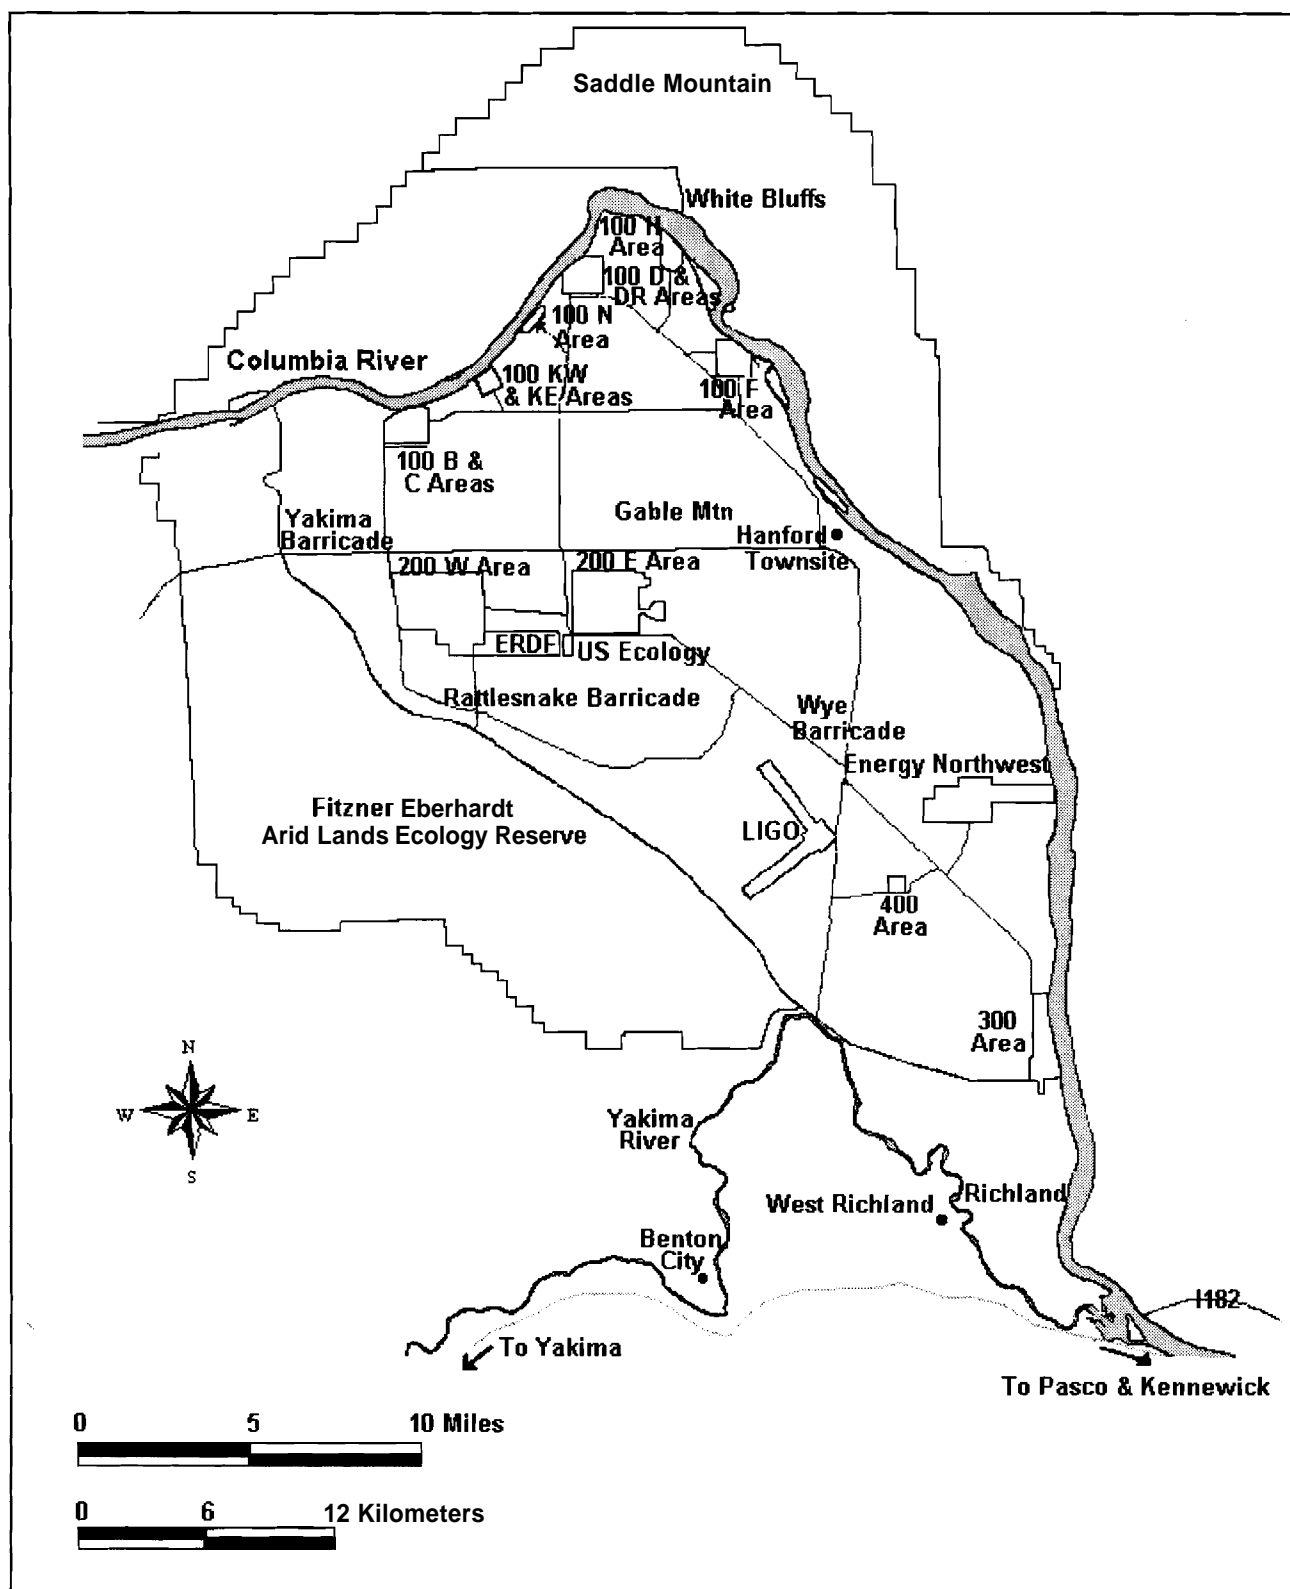 Saddle Mountain
White Bluffs
100 H
Area
100 D &
DR Areas
100 N
Area
Columbia River
100 KW
& KE Areas
100 F
Area
100 B &
C Areas
Gable Mtn
Yakima
Barricade
Hanford
Townsite
200 W Area
200 E Area
ERDF
US Ecology
Rattlesnake Barricade
Wye
Barricade
Energy Northwest
Fitzner Eberhardt
Arid Lands Ecology Reserve
LIGO
400
Area
300
Area
N
W
E
S
Yakima
River
Richland
West Richland
Benton
City
I182
To Yakima
To Pasco & Kennewick
0 5 10 Miles
0 6 12 Kilometers